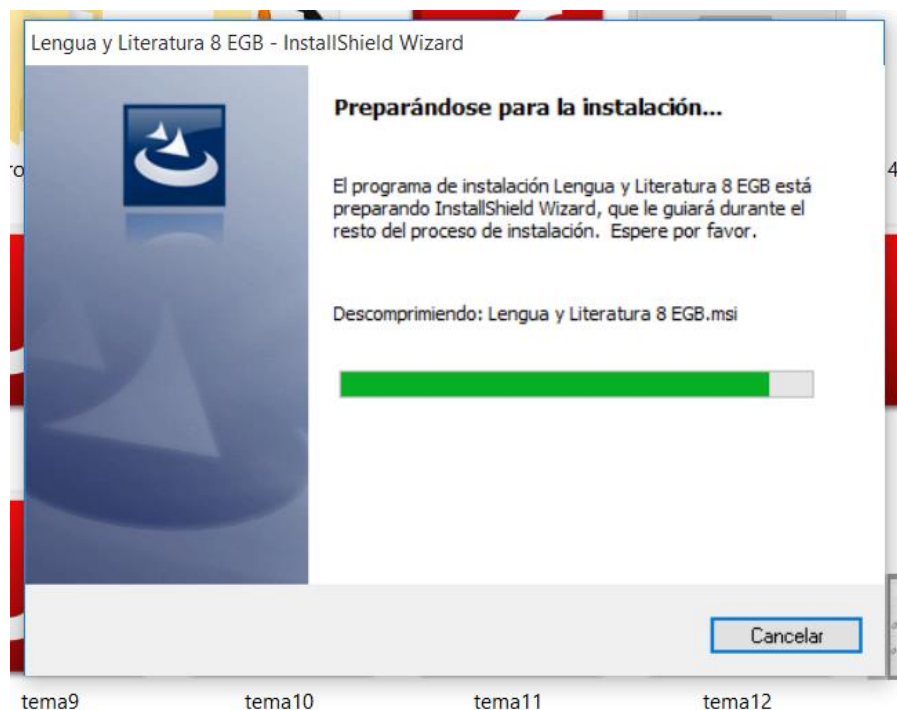 Lengua y Literatura 8 EGB - InstallShield Wizard
Preparándose para la instalación...
El programa de instalación Lengua y Literatura 8 EGB está
preparando InstallShield Wizard, que le guiará durante el
resto del proceso de instalación. Espere por favor.
Descomprimiendo: Lengua y Literatura 8 EGB.msi
Cancelar
tema9 tema10 tema11 tema12